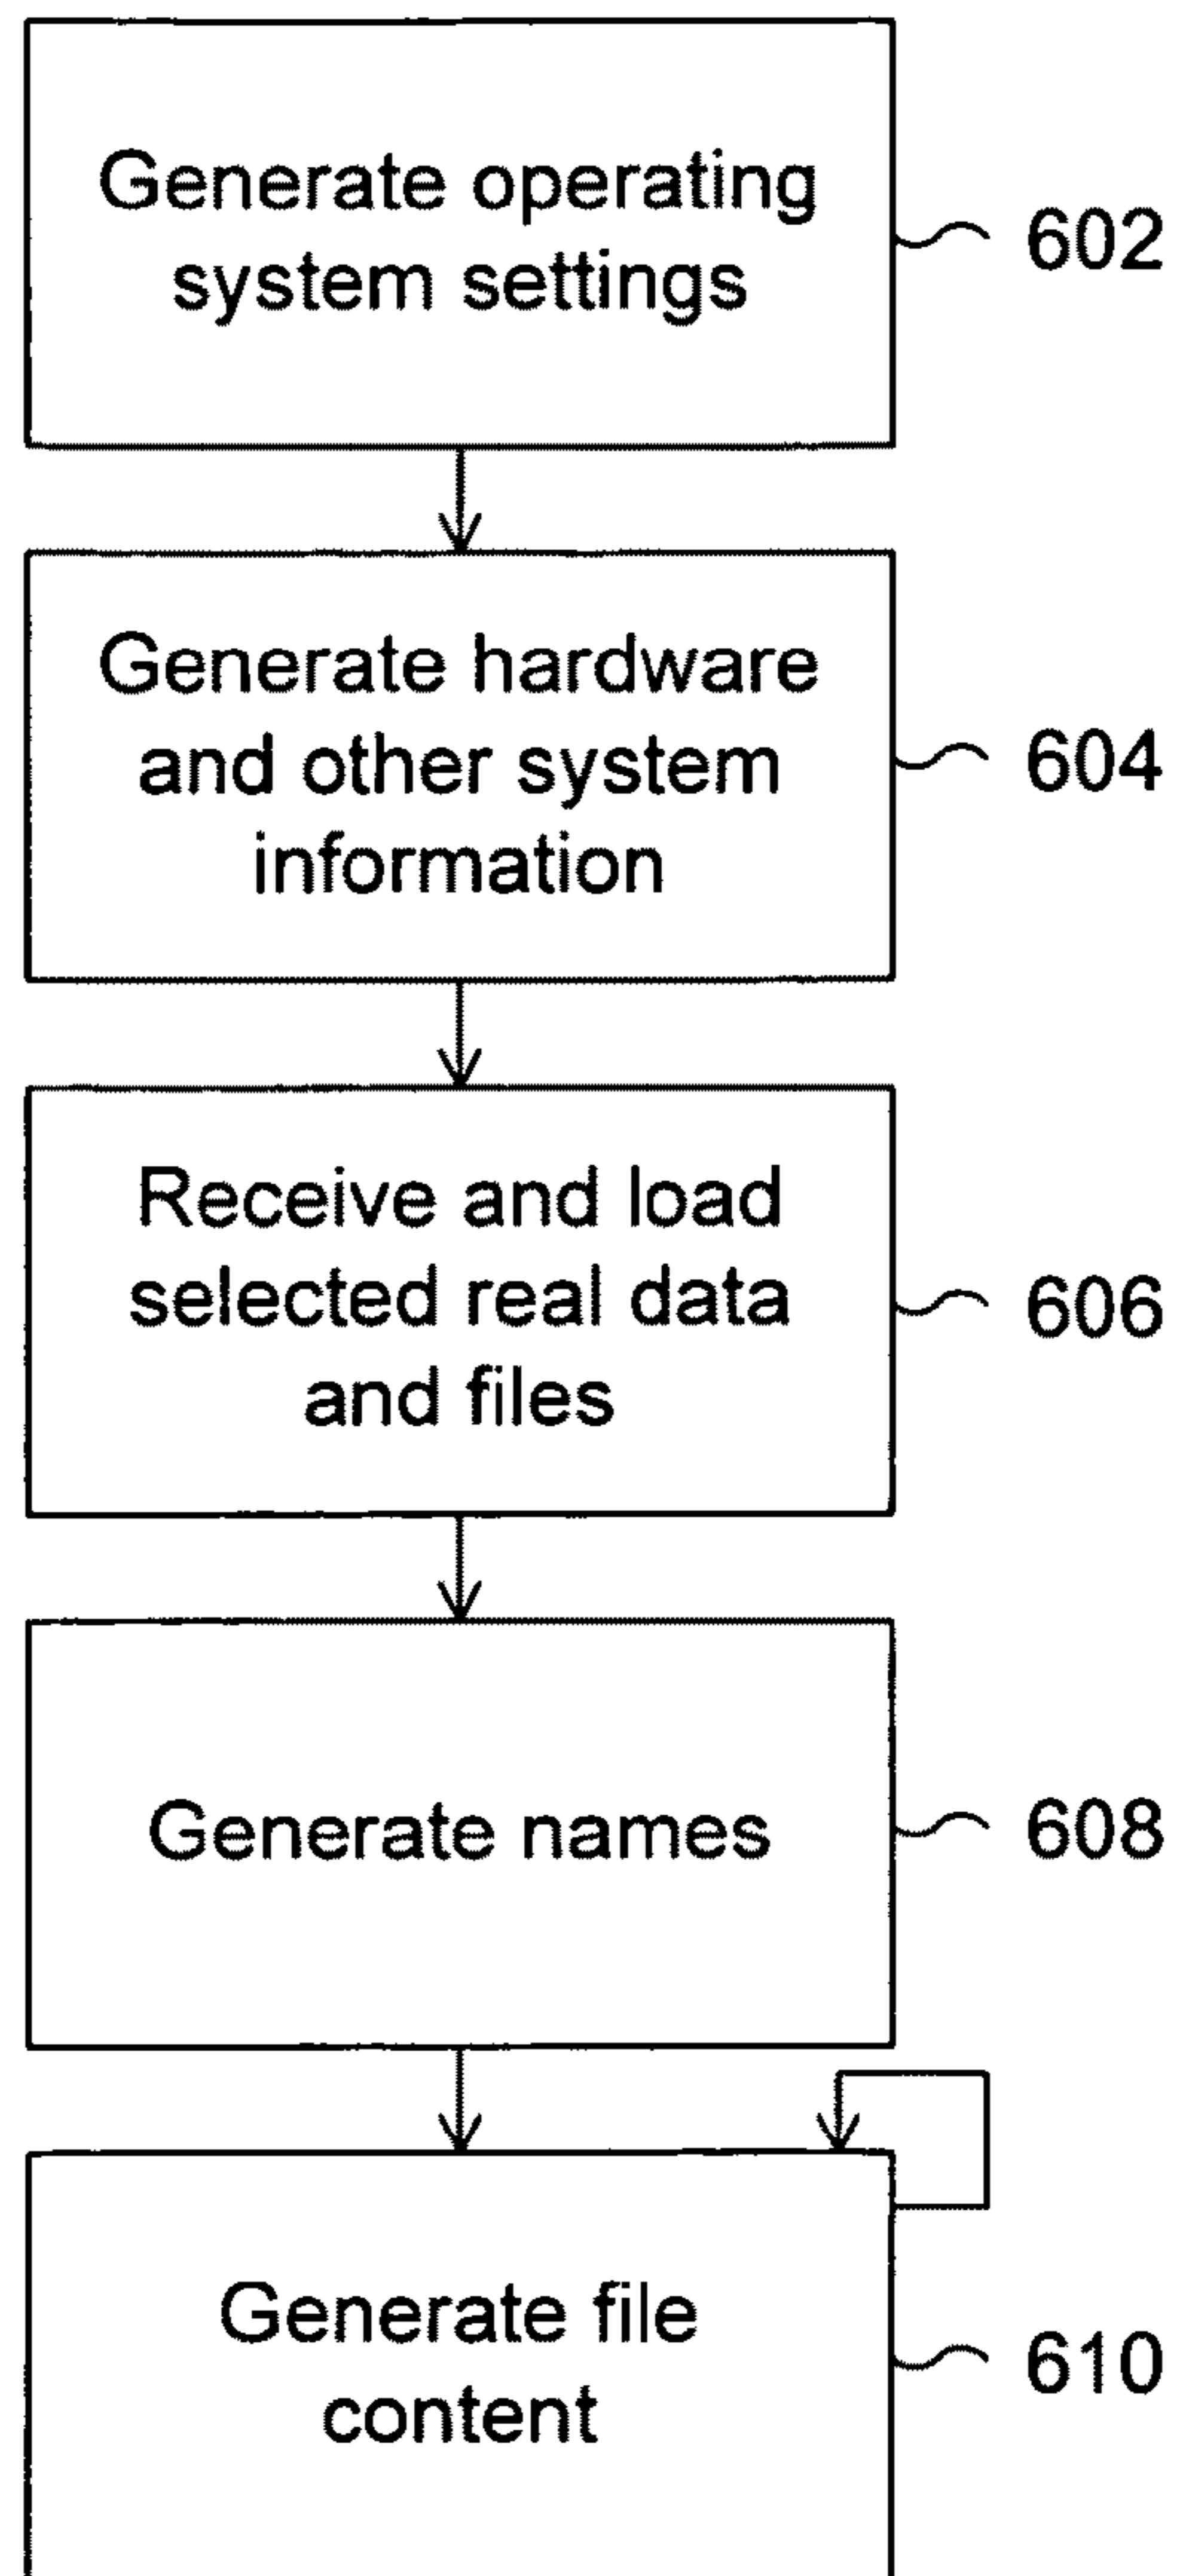 Generate operating
system settings
602
Generate hardware
and other system
information
604
Receive and load
selected real data
and files
606
Generate names
608
Generate file
content
610